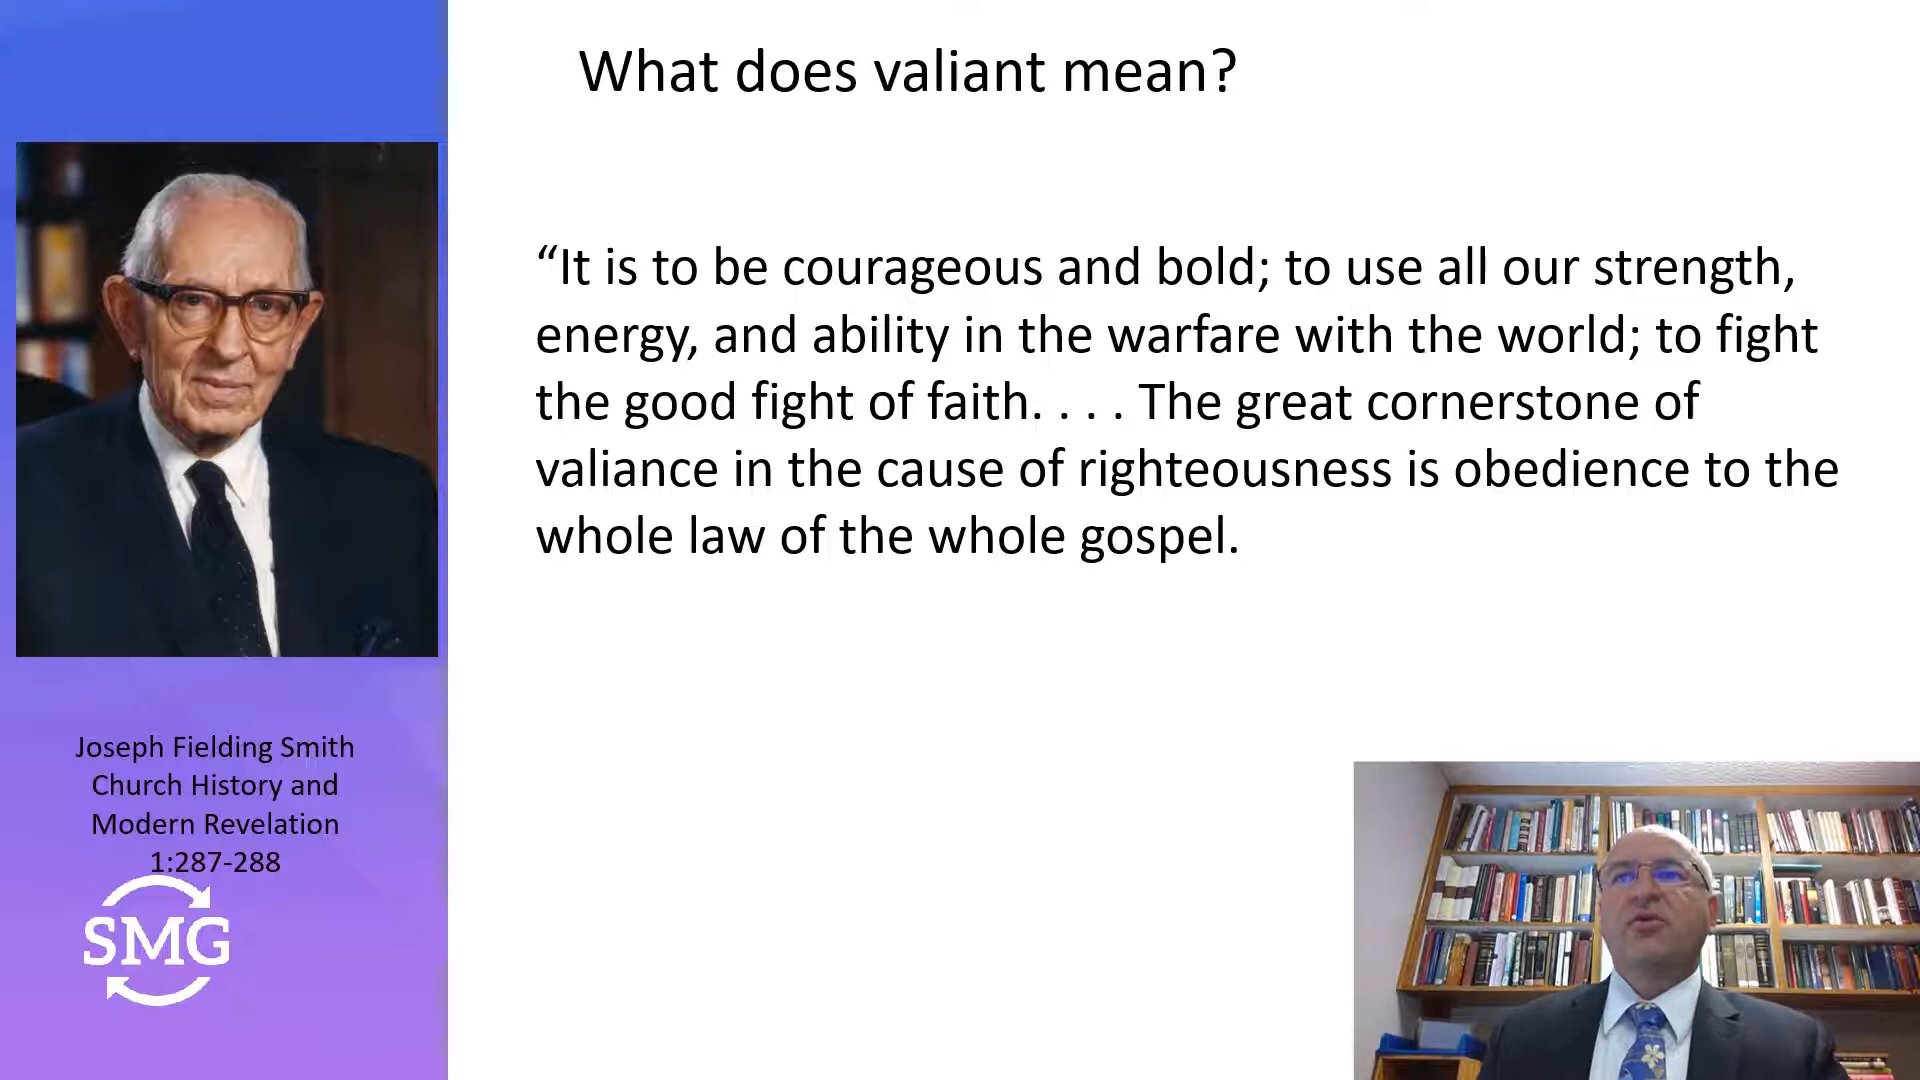 What does valiant mean?
“It is to be courageous and bold; to use all our strength,
energy, and ability in the warfare with the world; to fight
the good fight of faith. . . . The great cornerstone of
valiance in the cause of righteousness is obedience to the
whole law of the whole gospel.
Joseph Fielding Smith
Church History and
Modern Revelation
1:287-288
SMG